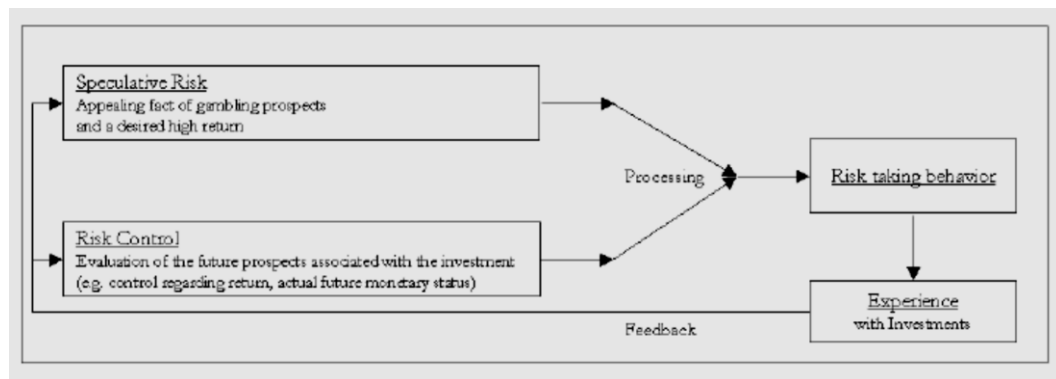 Speculative Risk
Appealing fact of gambling prospects
and a desired high return
Processing
Risk taking behavior
Risk Control
Evaluation of the future prospects associated with the investment
(e.g. control regarding return, actual future monetary status)
Experience
with Investments
Feedback